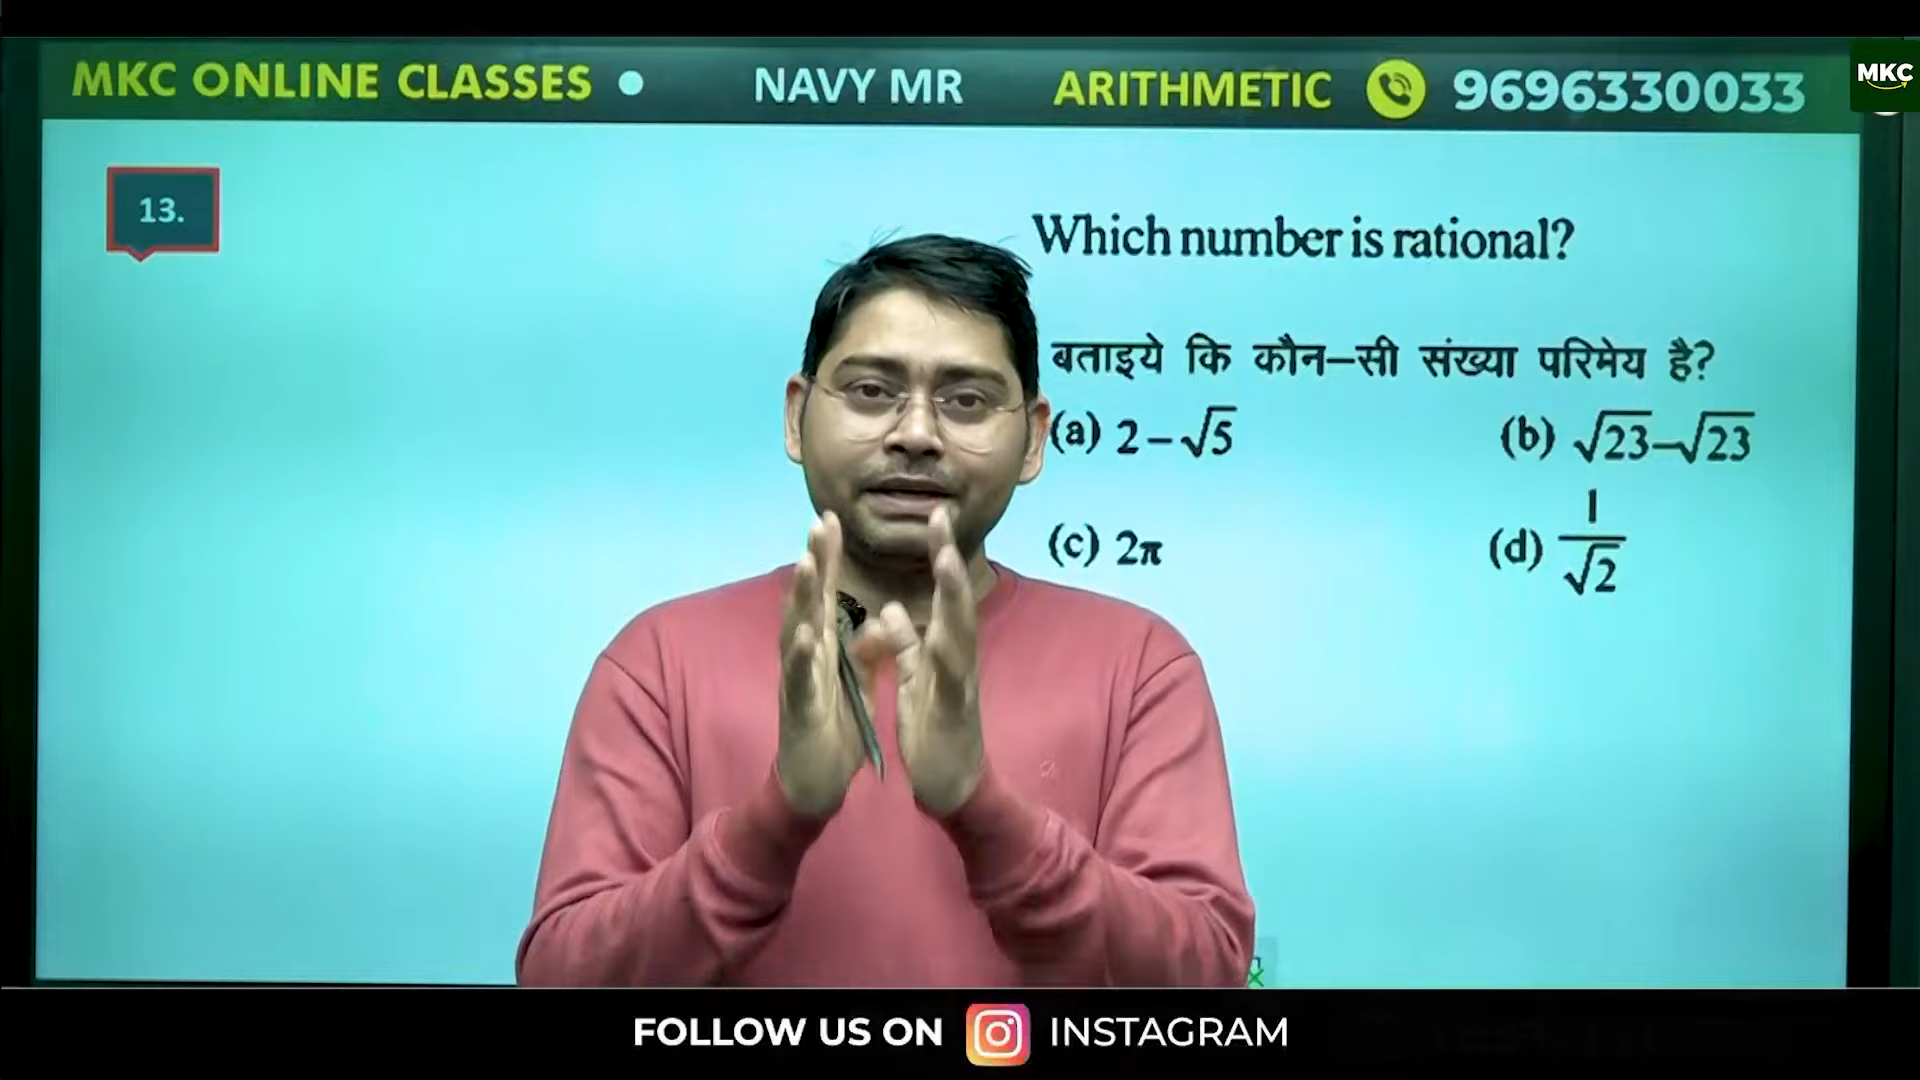 MKC ONLINE CLASSES • NAVY MR ARITHMETIC 9696330033
MKC
13.
Which number is rational?
बताइये कि कौन–सी संख्या परिमेय है?
(a) 2 – √5 (b) √23–√23
(c) 2π (d) 1/√2
FOLLOW US ON INSTAGRAM